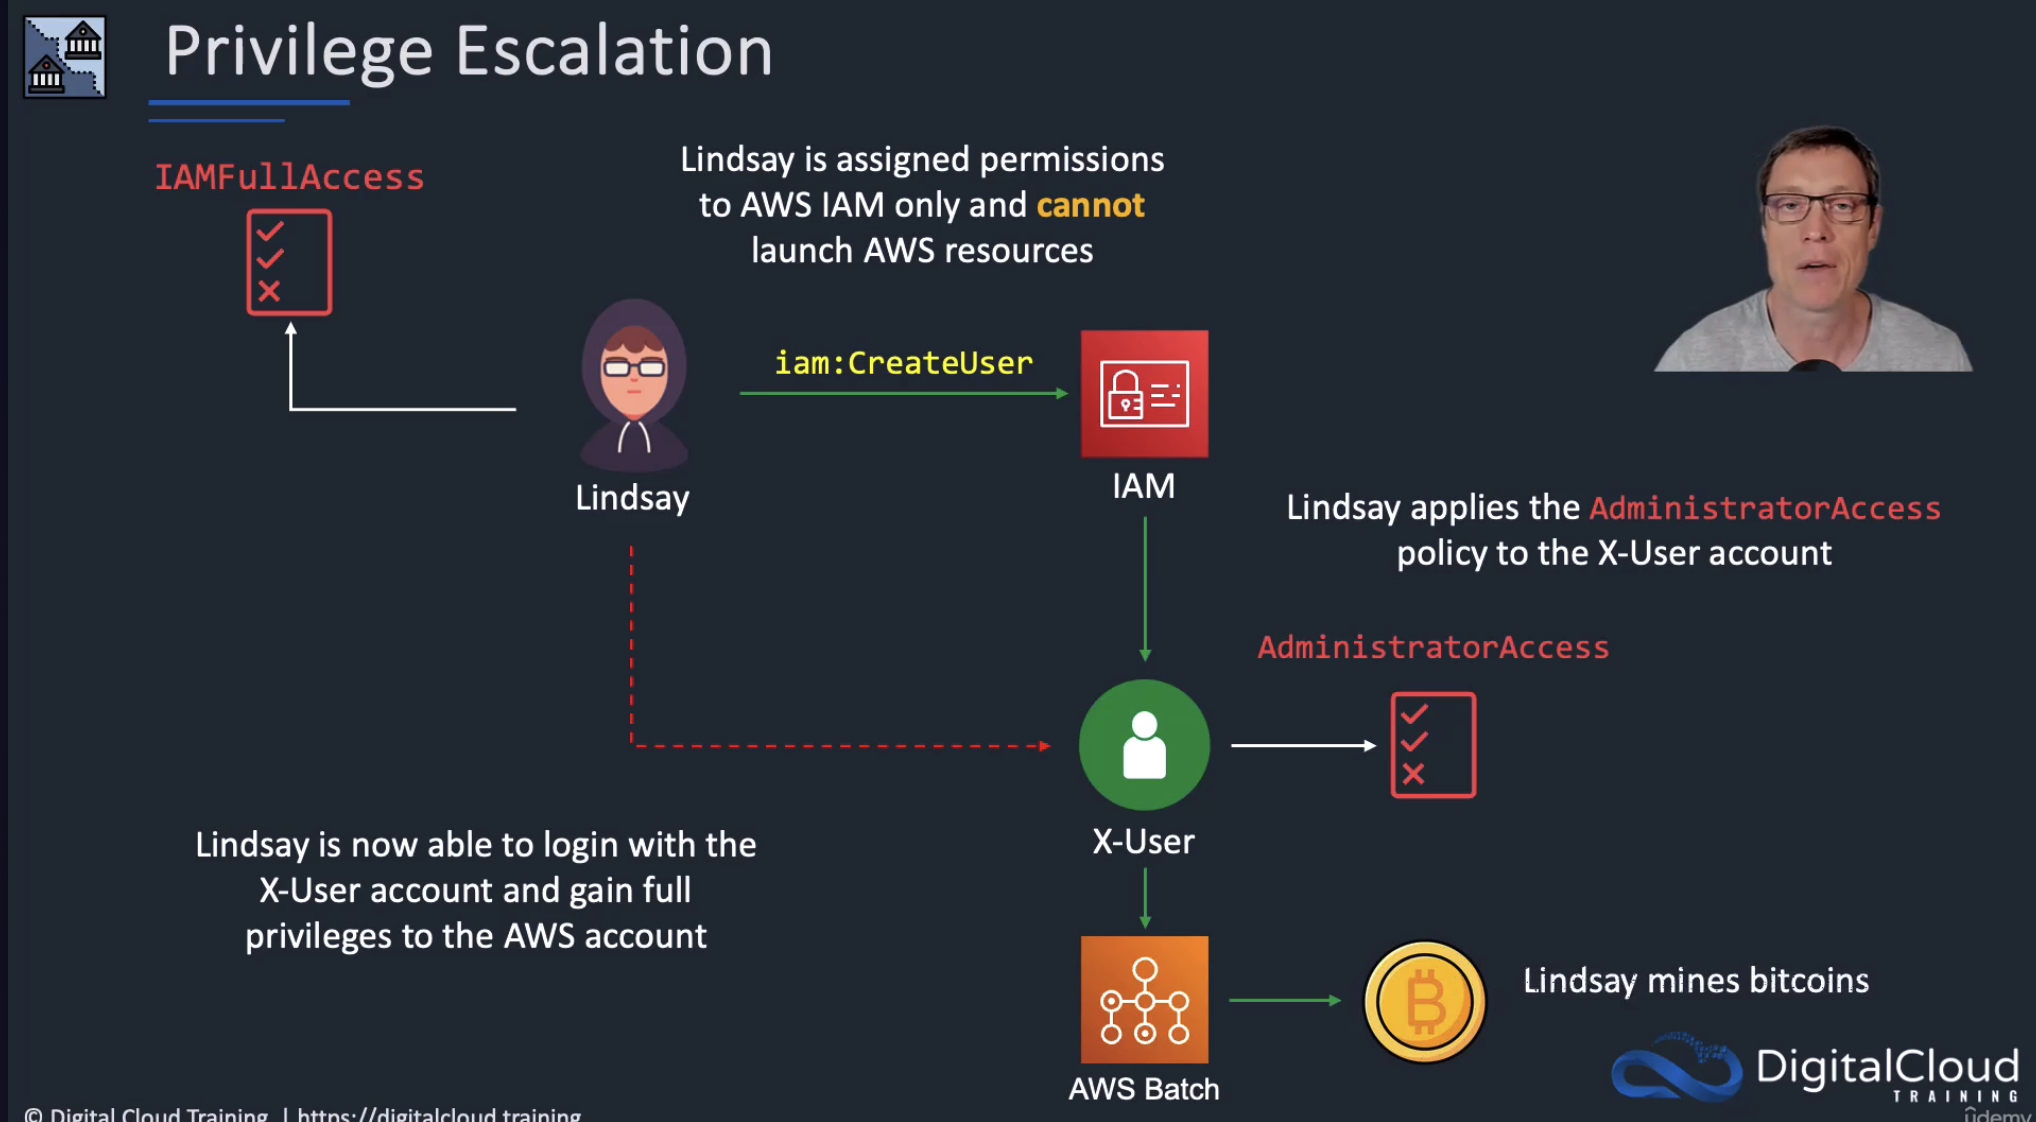 Privilege Escalation
IAMFullAccess
Lindsay is assigned permissions
to AWS IAM only and cannot
launch AWS resources
iam:CreateUser
Lindsay
IAM
Lindsay applies the AdministratorAccess
policy to the X-User account
AdministratorAccess
X-User
Lindsay is now able to login with the
X-User account and gain full
privileges to the AWS account
AWS Batch
Lindsay mines bitcoins
DigitalCloud
TRAINING
© Digital Cloud Training | https://digitalcloud.training
ûdemy